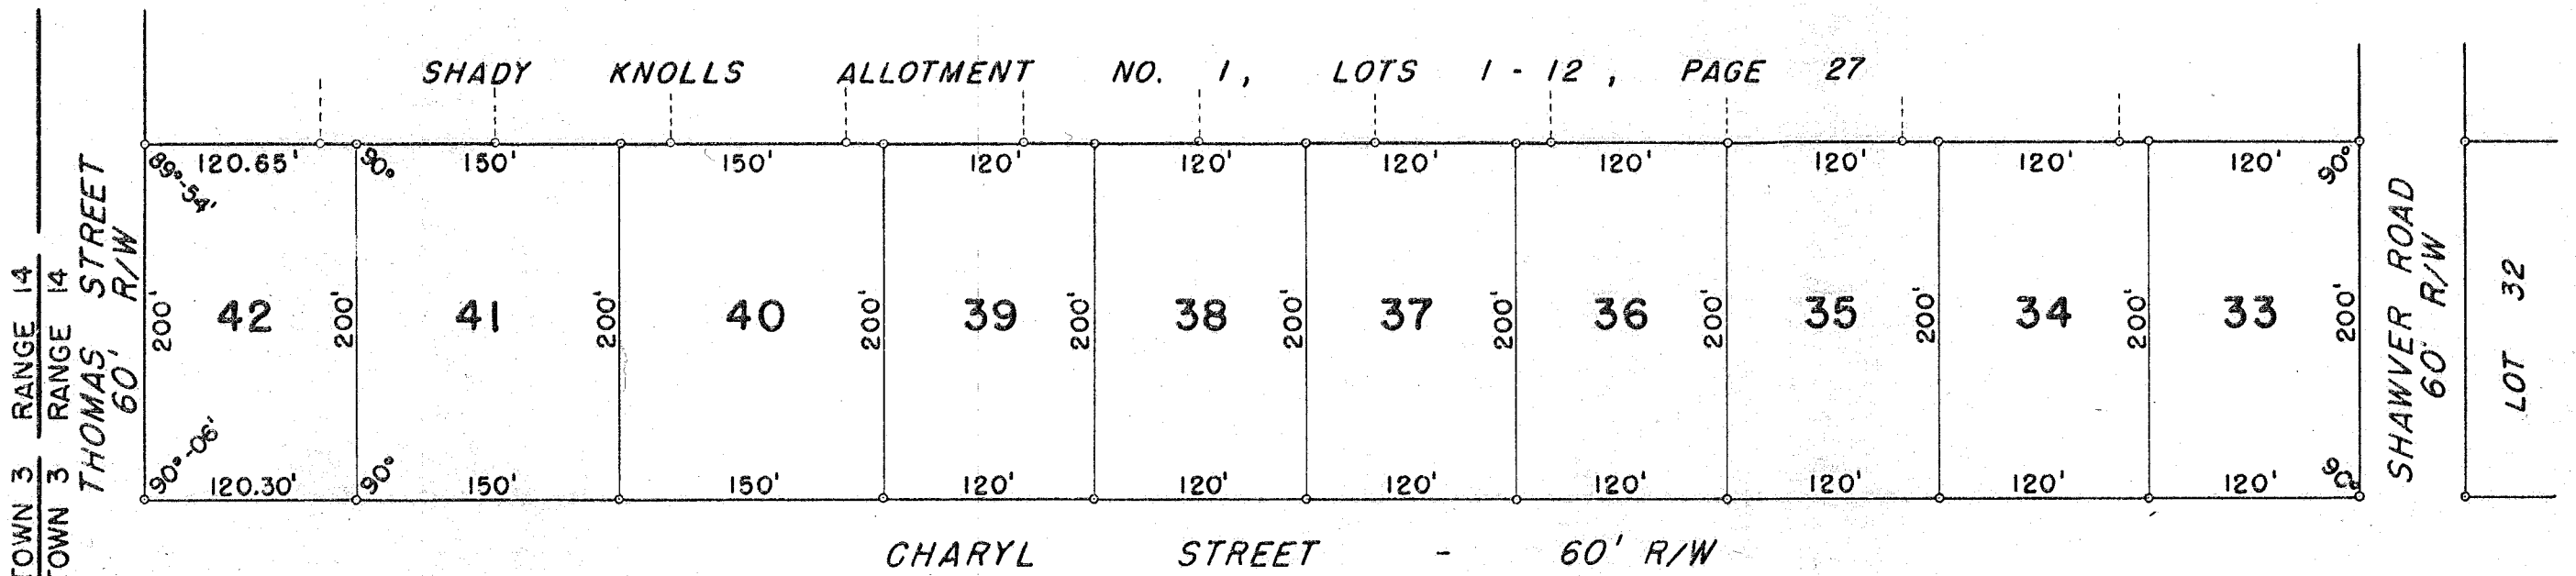 SHADY KNOLLS ALLOTMENT NO. 1, LOTS 1 - 12, PAGE 27
120.65' 150' 150' 120' 120' 120' 120' 120' 120' 120'
89°-54' 90° 90°
THOMAS STREET
60' R/W
TOWN 3 RANGE 14
TOWN 3 RANGE 14
200' 42 200' 41 200' 40 200' 39 200' 38 200' 37 200' 36 200' 35 200' 34 200' 33 200'
SHAWVER ROAD
60' R/W
LOT 32
90°-06' 90° 90°
120.30' 150' 150' 120' 120' 120' 120' 120' 120' 120'
CHARYL STREET - 60' R/W